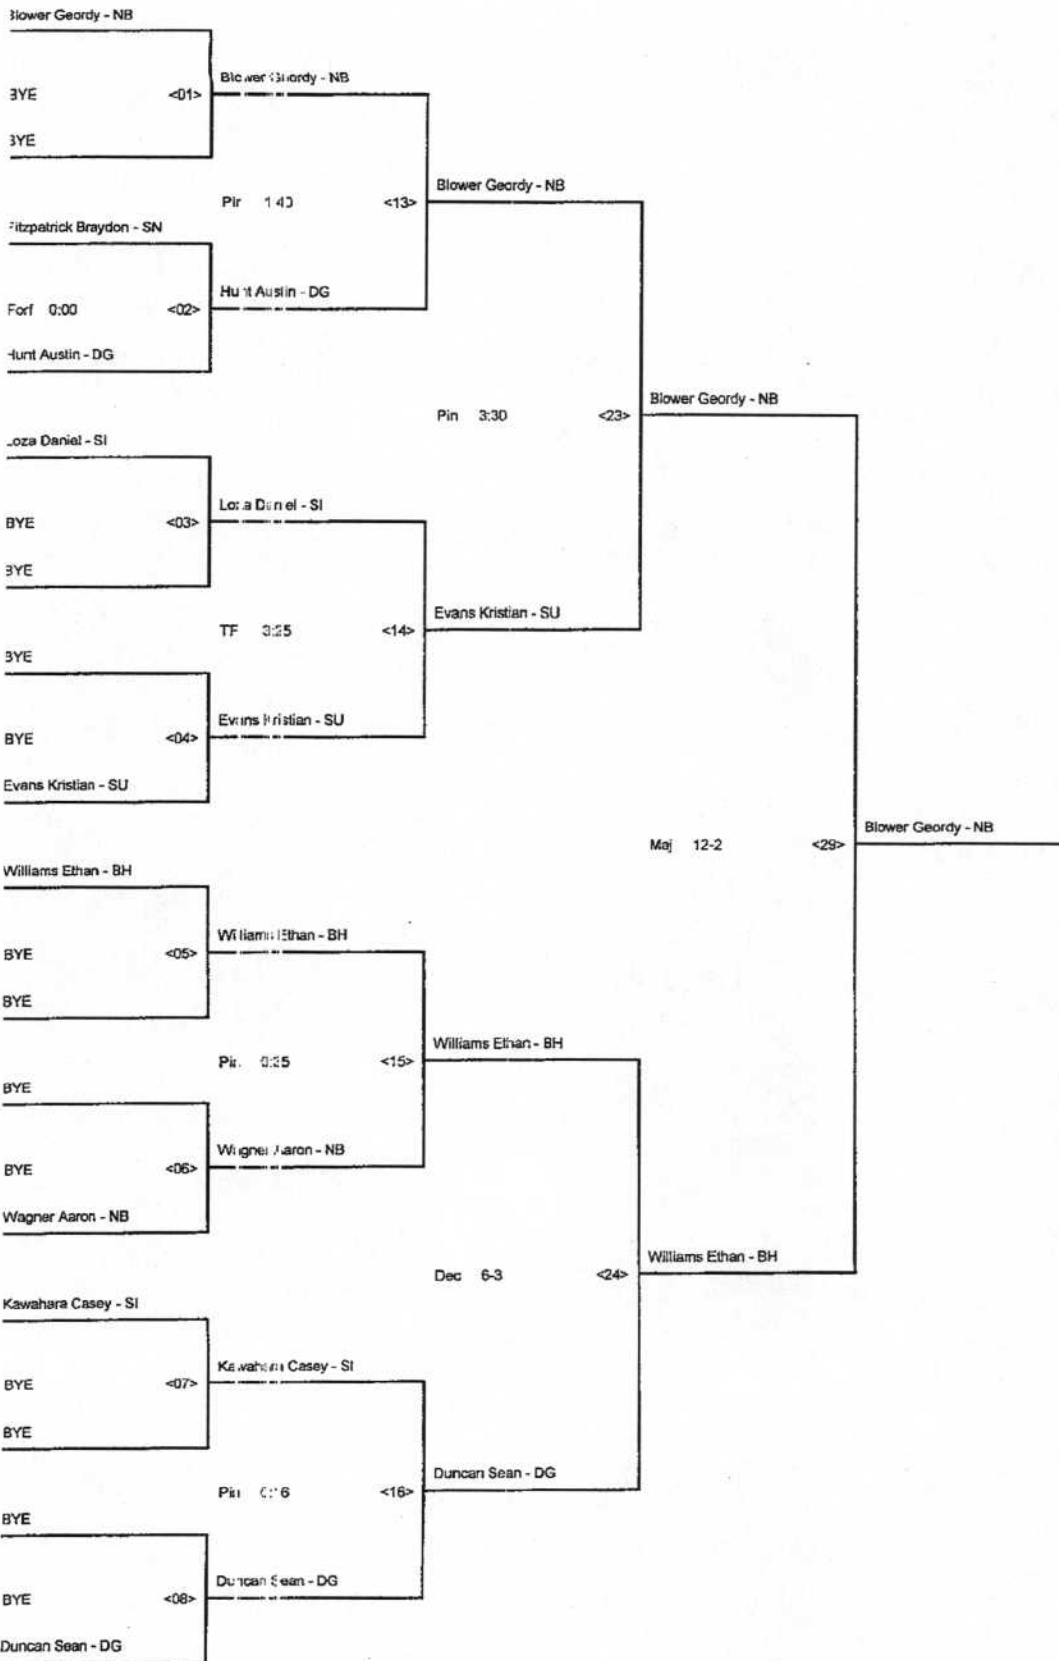 Blower Geordy - NB
BYE <01>
BYE
Blower Geordy - NB
Pin 1:40 <13>
Blower Geordy - NB
Fitzpatrick Braydon - SN
Forf 0:00 <02>
Hunt Austin - DG
Hunt Austin - DG
Pin 3:30 <23>
Blower Geordy - NB
Loza Daniel - SI
BYE <03>
BYE
Loza Daniel - SI
TF 3:25 <14>
Evans Kristian - SU
BYE
BYE <04>
Evans Kristian - SU
Evans Kristian - SU
Maj 12-2 <29>
Blower Geordy - NB
Williams Ethan - BH
BYE <05>
BYE
Williams Ethan - BH
Pin <15>
Williams Ethan - BH
BYE
BYE <06>
Wagner Aaron - NB
Wagner Aaron - NB
Dec 6-3 <24>
Williams Ethan - BH
Kawahara Casey - SI
BYE <07>
BYE
Kawahara Casey - SI
Pin <16>
Duncan Sean - DG
BYE
BYE <08>
Duncan Sean - DG
Duncan Sean - DG